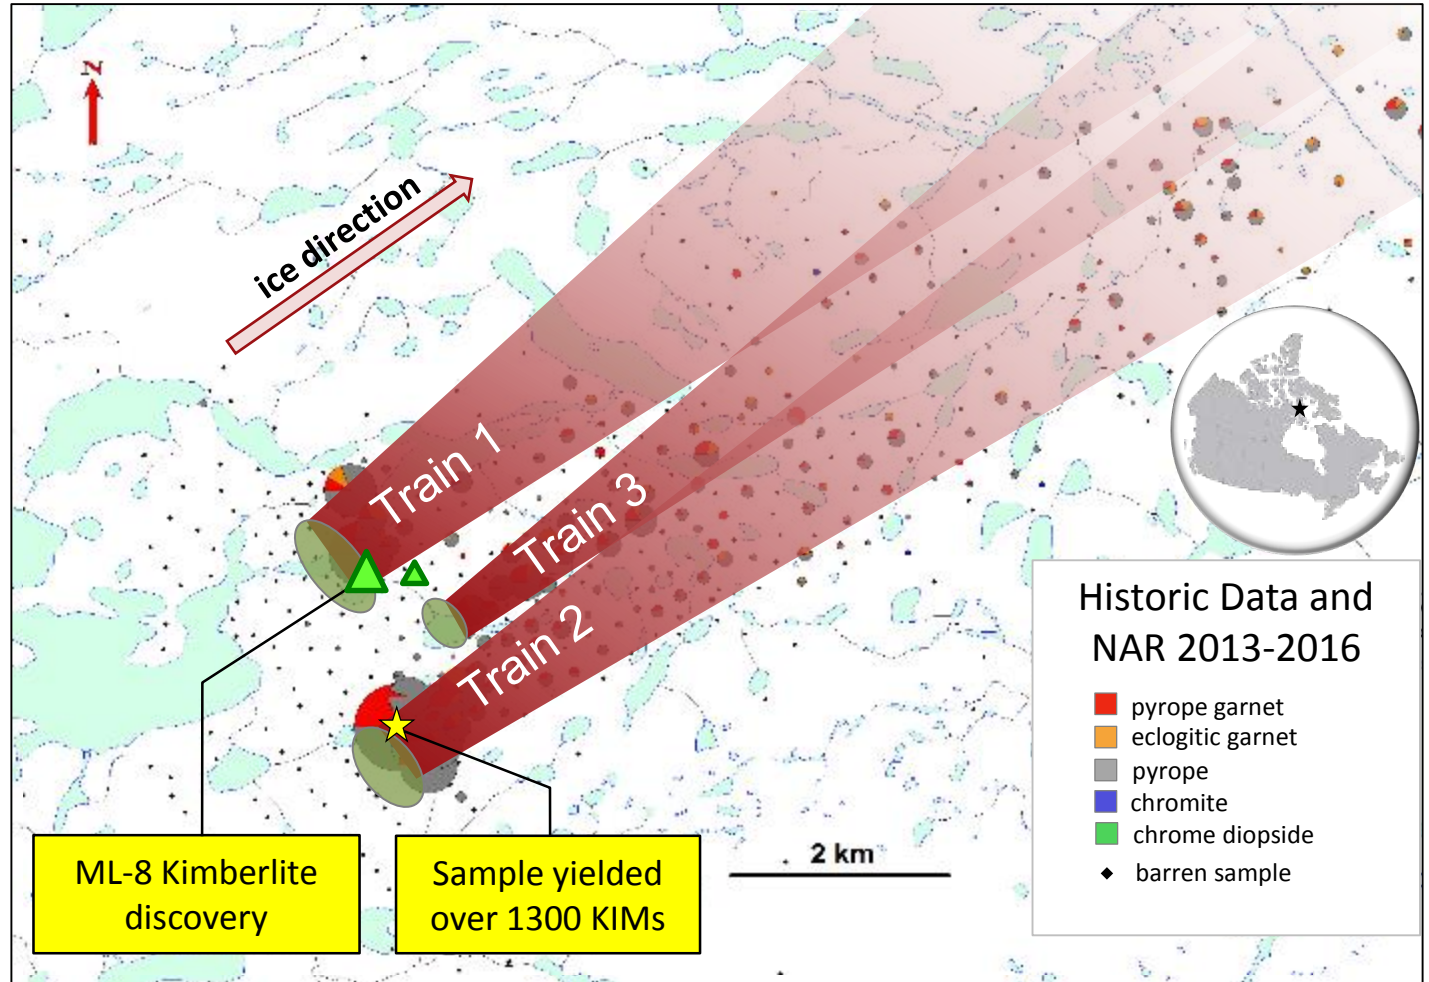 N
ice direction
Train 1
Train 3
Train 2
ML-8 Kimberlite
discovery
Sample yielded
over 1300 KIMs
2 km
Historic Data and
NAR 2013-2016
pyrope garnet
eclogitic garnet
pyrope
chromite
chrome diopside
barren sample